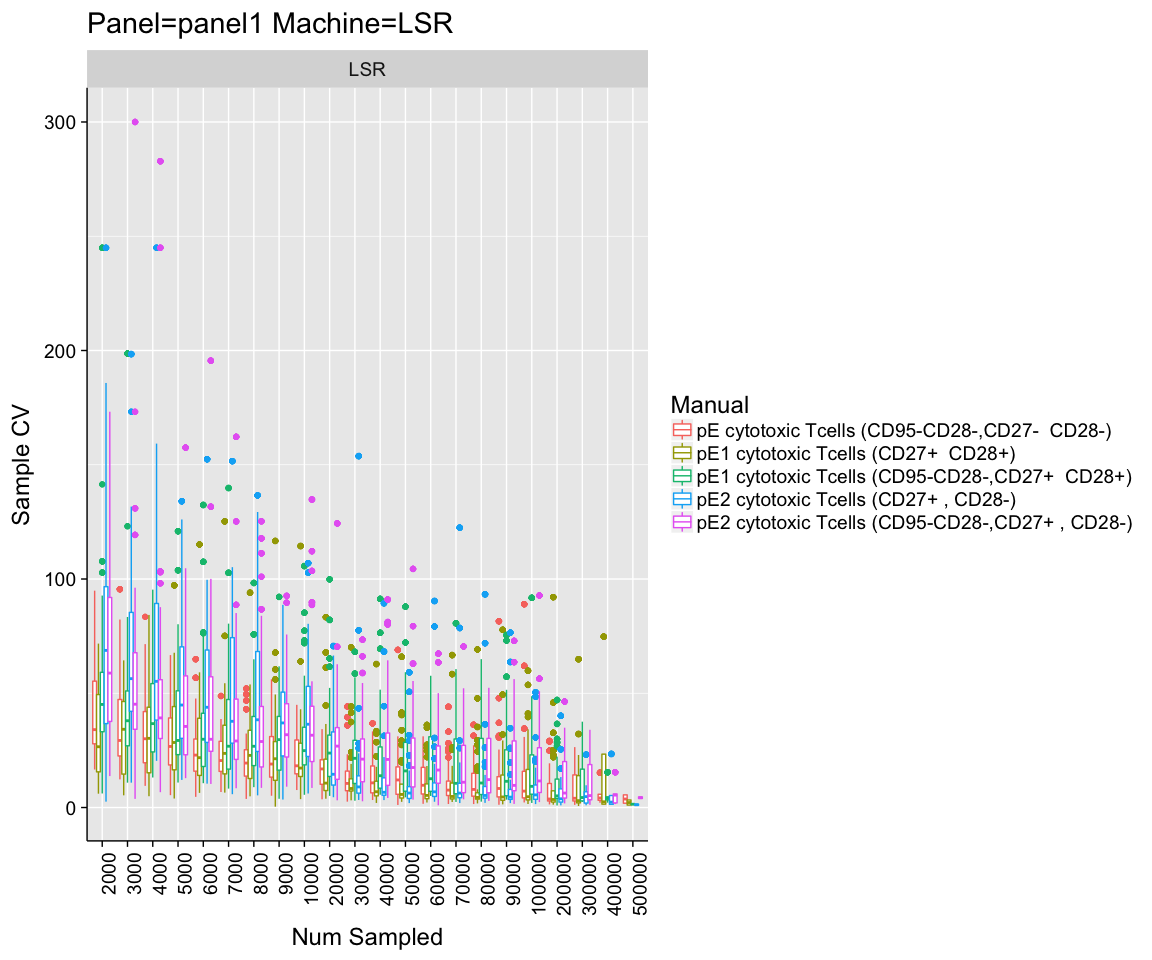 Panel=panel1 Machine=LSR
LSR
300
200
100
0
Sample CV
2000
3000
4000
5000
6000
7000
8000
9000
10000
20000
30000
40000
50000
60000
70000
80000
90000
100000
200000
300000
400000
500000
Num Sampled
Manual
pE cytotoxic Tcells (CD95-CD28-,CD27-  CD28-)
pE1 cytotoxic Tcells (CD27+  CD28+)
pE1 cytotoxic Tcells (CD95-CD28-,CD27+  CD28+)
pE2 cytotoxic Tcells (CD27+ , CD28-)
pE2 cytotoxic Tcells (CD95-CD28-,CD27+ , CD28-)